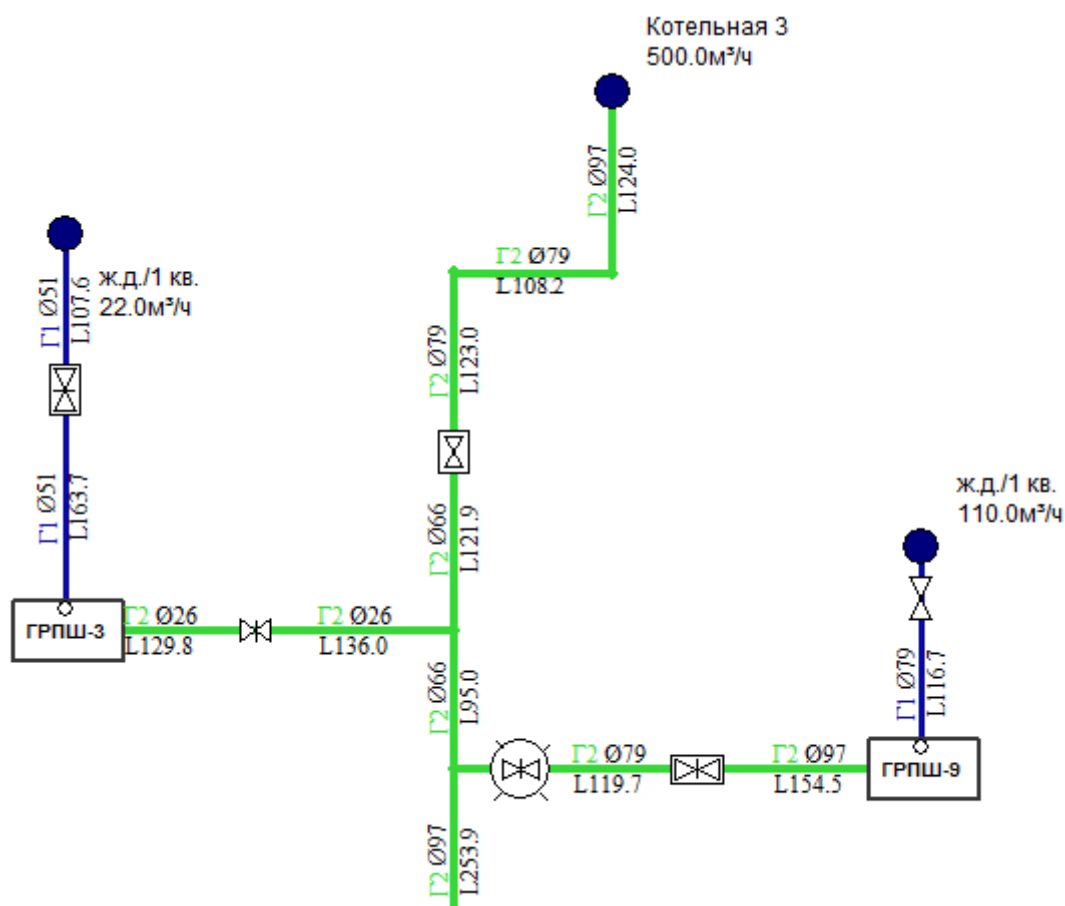 Котельная 3
500.0м³/ч
Г2 Ø97
L124.0
Г2 Ø79
L108.2
ж.д./1 кв.
22.0м³/ч
Г1 Ø51
L107.6
Г2 Ø79
L123.0
Г1 Ø51
L163.7
Г2 Ø66
L121.9
ж.д./1 кв.
110.0м³/ч
ГРПШ-3
Г2 Ø26
L129.8
Г2 Ø26
L136.0
Г2 Ø66
L95.0
Г1 Ø79
L116.7
Г2 Ø79
L119.7
Г2 Ø97
L154.5
ГРПШ-9
Г2 Ø97
L253.9